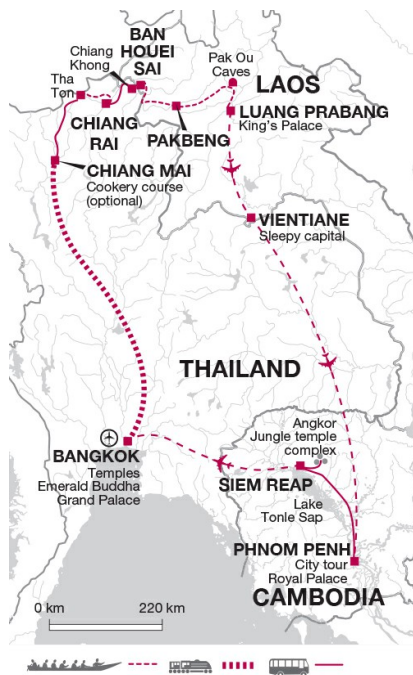 BAN
HOUEI
SAI
Chiang
Khong
Pak Ou
Caves
LAOS
Tha
Ton
LUANG PRABANG
King's Palace
CHIANG
RAI
PAKBENG
CHIANG MAI
Cookery course
(optional)
VIENTIANE
Sleepy capital
THAILAND
Angkor
Jungle temple
complex
BANGKOK
Temples
Emerald Buddha
Grand Palace
SIEM REAP
Lake
Tonle Sap
PHNOM PENH
City tour
Royal Palace
CAMBODIA
0 km
220 km